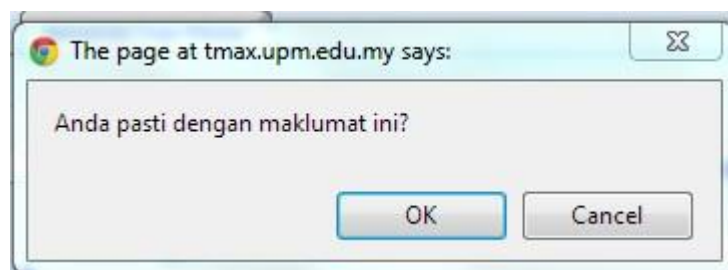 The page at tmax.upm.edu.my says:
Anda pasti dengan maklumat ini?
OK Cancel